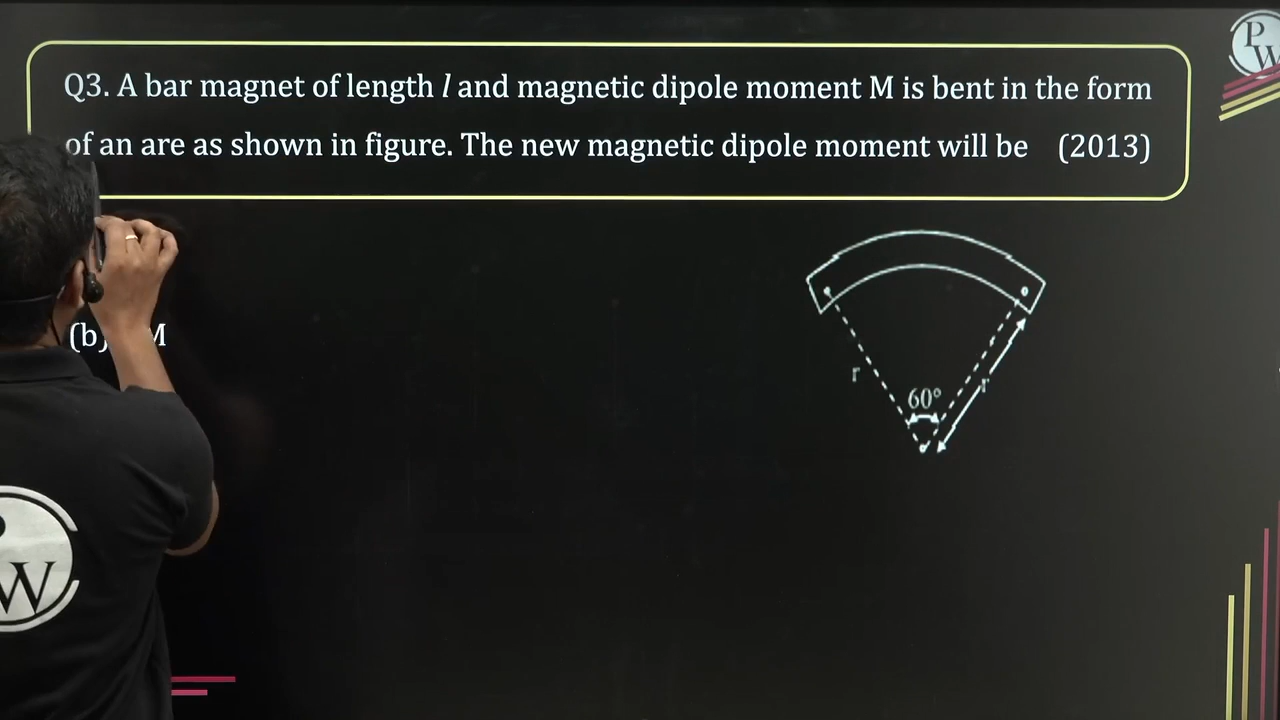 Q3. A bar magnet of length l and magnetic dipole moment M is bent in the form
of an are as shown in figure. The new magnetic dipole moment will be (2013)
P
W
(b) M
r
60°
r
W